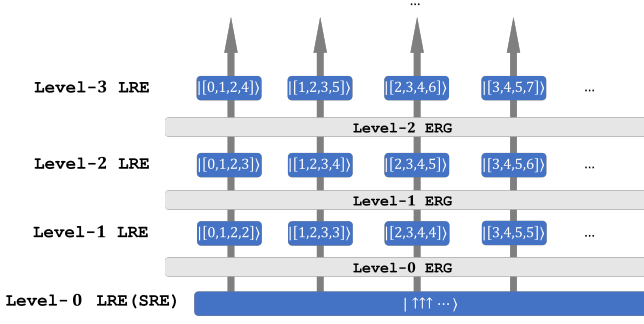 ...
Level-3 LRE |[0,1,2,4]⟩ |[1,2,3,5]⟩ |[2,3,4,6]⟩ |[3,4,5,7]⟩ ...
Level-2 ERG
Level-2 LRE |[0,1,2,3]⟩ |[1,2,3,4]⟩ |[2,3,4,5]⟩ |[3,4,5,6]⟩ ...
Level-1 ERG
Level-1 LRE |[0,1,2,2]⟩ |[1,2,3,3]⟩ |[2,3,4,4]⟩ |[3,4,5,5]⟩ ...
Level-0 ERG
Level-0 LRE(SRE) | ↑↑↑ ⋯ ⟩